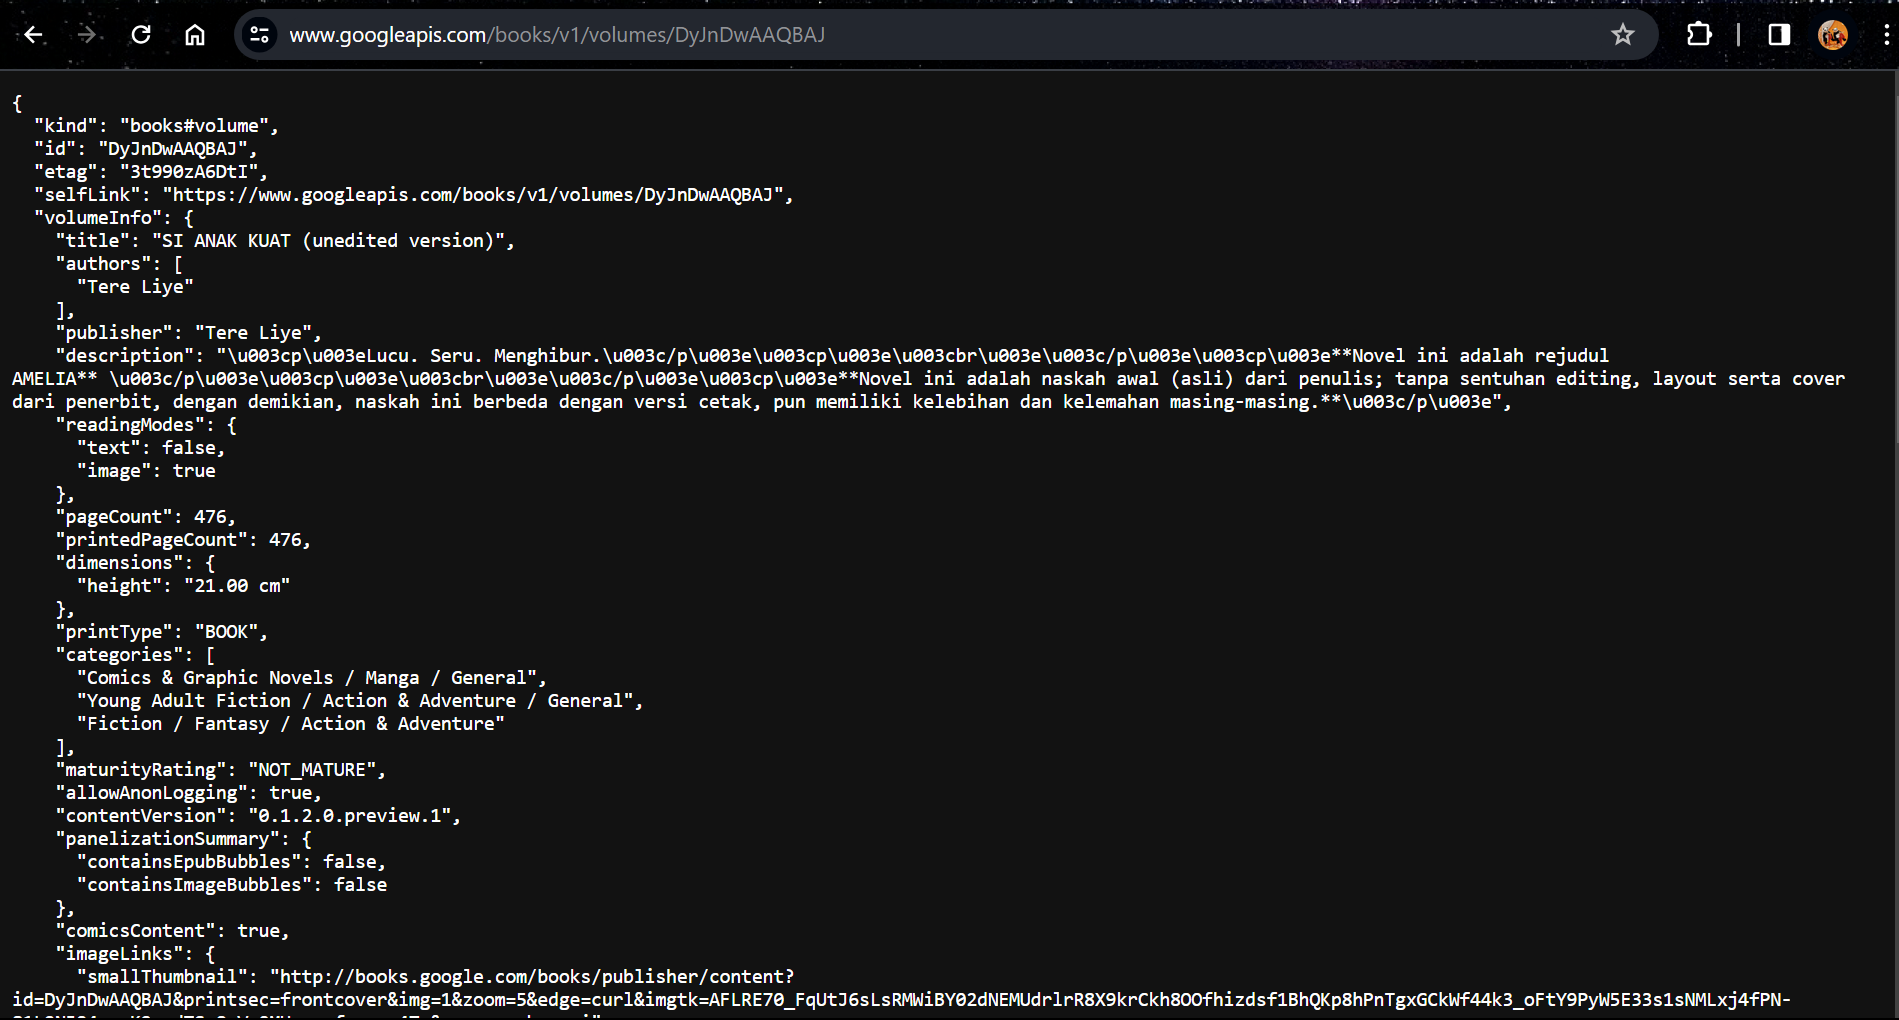 www.googleapis.com/books/v1/volumes/DyJnDwAAQBAJ
{
"kind": "books#volume",
"id": "DyJnDwAAQBAJ",
"etag": "3t990zA6DtI",
"selfLink": "https://www.googleapis.com/books/v1/volumes/DyJnDwAAQBAJ",
"volumeInfo": {
"title": "SI ANAK KUAT (unedited version)",
"authors": [
"Tere Liye"
],
"publisher": "Tere Liye",
"description": "\u003cp\u003eLucu. Seru. Menghibur.\u003c/p\u003e\u003cp\u003e\u003cbr\u003e\u003c/p\u003e\u003cp\u003e**Novel ini adalah rejudul
AMELIA** \u003c/p\u003e\u003cp\u003e\u003cbr\u003e\u003c/p\u003e\u003cp\u003e**Novel ini adalah naskah awal (asli) dari penulis; tanpa sentuhan editing, layout serta cover
dari penerbit, dengan demikian, naskah ini berbeda dengan versi cetak, pun memiliki kelebihan dan kelemahan masing-masing.**\u003c/p\u003e",
"readingModes": {
"text": false,
"image": true
},
"pageCount": 476,
"printedPageCount": 476,
"dimensions": {
"height": "21.00 cm"
},
"printType": "BOOK",
"categories": [
"Comics & Graphic Novels / Manga / General",
"Young Adult Fiction / Action & Adventure / General",
"Fiction / Fantasy / Action & Adventure"
],
"maturityRating": "NOT_MATURE",
"allowAnonLogging": true,
"contentVersion": "0.1.2.0.preview.1",
"panelizationSummary": {
"containsEpubBubbles": false,
"containsImageBubbles": false
},
"comicsContent": true,
"imageLinks": {
"smallThumbnail": "http://books.google.com/books/publisher/content?
id=DyJnDwAAQBAJ&printsec=frontcover&img=1&zoom=5&edge=curl&imgtk=AFLRE70_FqUtJ6sLsRMWiBY02dNEMUdrlrR8X9krCkh8OOfhizdsf1BhQKp8hPnTgxGCkWf44k3_oFtY9PyW5E33s1sNMLxj4fPN-